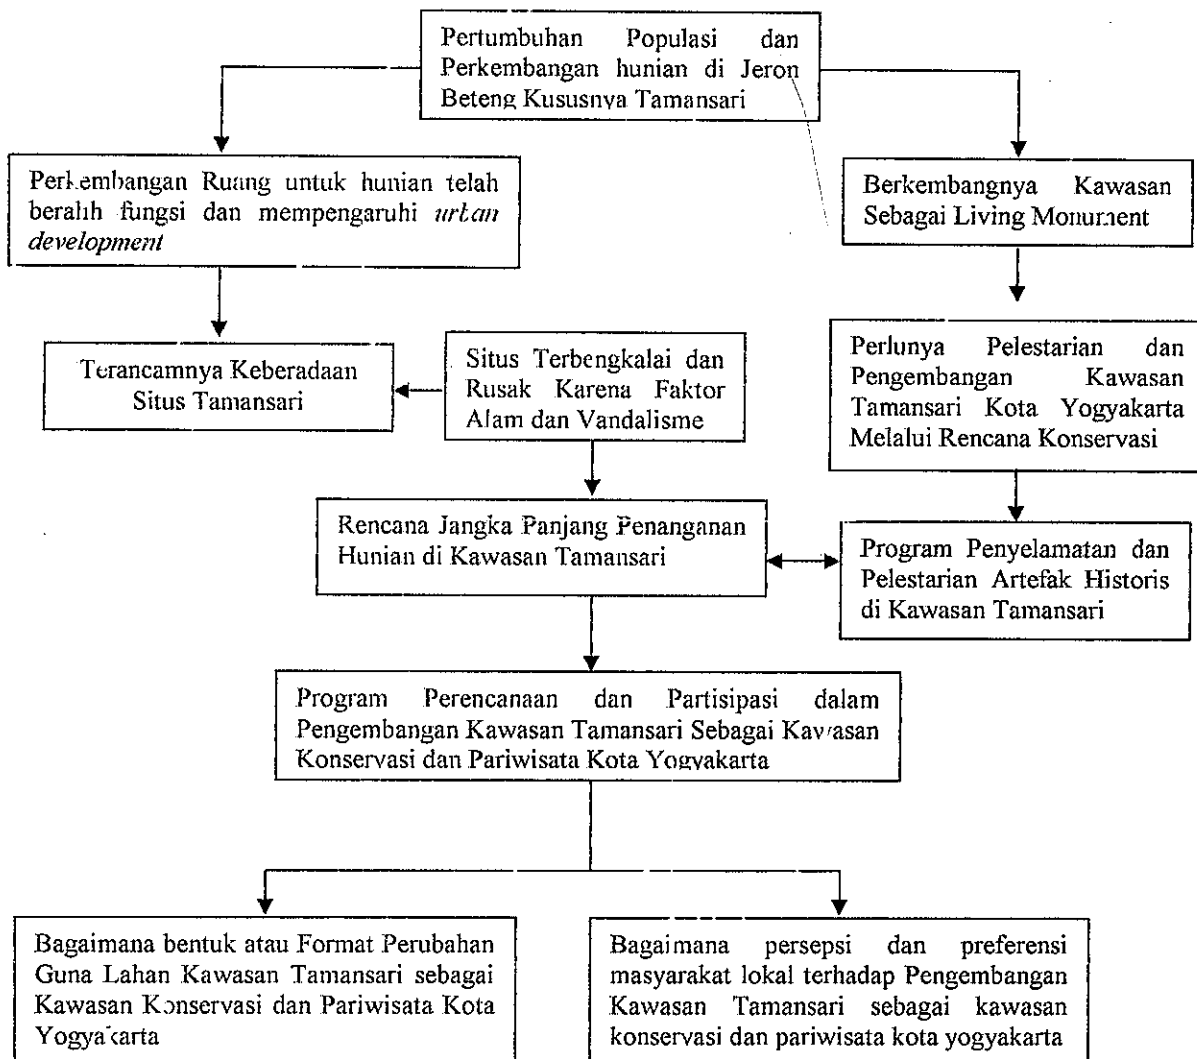 Pertumbuhan Populasi dan
Perkembangan hunian di Jeron
Beteng Kususnya Tamansari
Perkembangan Ruang untuk hunian telah
beralih fungsi dan mempengaruhi urban
development
Berkembangnya Kawasan
Sebagai Living Monument
Terancamnya Keberadaan
Situs Tamansari
Situs Terbengkalai dan
Rusak Karena Faktor
Alam dan Vandalisme
Perlunya Pelestarian dan
Pengembangan Kawasan
Tamansari Kota Yogyakarta
Melalui Rencana Konservasi
Rencana Jangka Panjang Penanganan
Hunian di Kawasan Tamansari
Program Penyelamatan dan
Pelestarian Artefak Historis
di Kawasan Tamansari
Program Perencanaan dan Partisipasi dalam
Pengembangan Kawasan Tamansari Sebagai Kawasan
Konservasi dan Pariwisata Kota Yogyakarta
Bagaimana bentuk atau Format Perubahan
Guna Lahan Kawasan Tamansari sebagai
Kawasan Konservasi dan Pariwisata Kota
Yogyakarta
Bagaimana persepsi dan preferensi
masyarakat lokal terhadap Pengembangan
Kawasan Tamansari sebagai kawasan
konservasi dan pariwisata kota yogyakarta